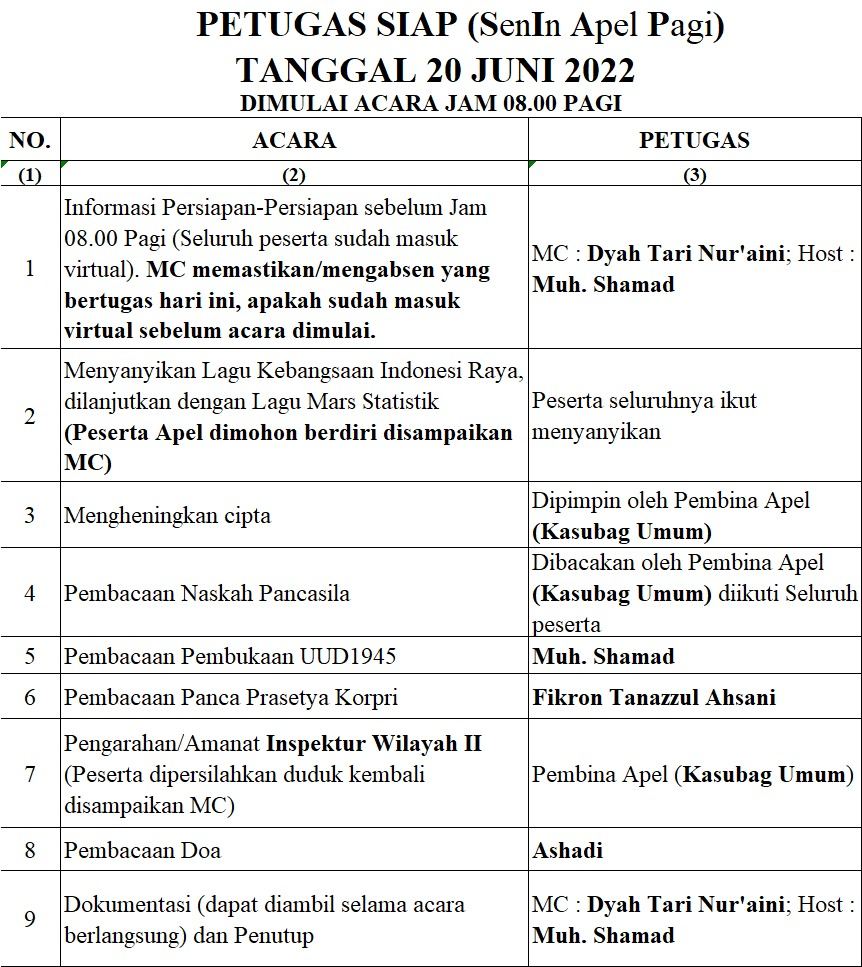 PETUGAS SIAP (SenIn Apel Pagi)
TANGGAL 20 JUNI 2022
DIMULAI ACARA JAM 08.00 PAGI
NO.
ACARA
PETUGAS
(1)
(2)
(3)
1
Informasi Persiapan-Persiapan sebelum Jam
08.00 Pagi (Seluruh peserta sudah masuk
virtual). MC memastikan/mengabsen yang
bertugas hari ini, apakah sudah masuk
virtual sebelum acara dimulai.
MC : Dyah Tari Nur'aini; Host :
Muh. Shamad
2
Menyanyikan Lagu Kebangsaan Indonesi Raya,
dilanjutkan dengan Lagu Mars Statistik
(Peserta Apel dimohon berdiri disampaikan
MC)
Peserta seluruhnya ikut
menyanyikan
3
Mengheningkan cipta
Dipimpin oleh Pembina Apel
(Kasubag Umum)
4
Pembacaan Naskah Pancasila
Dibacakan oleh Pembina Apel
(Kasubag Umum) diikuti Seluruh
peserta
5
Pembacaan Pembukaan UUD1945
Muh. Shamad
6
Pembacaan Panca Prasetya Korpri
Fikron Tanazzul Ahsani
7
Pengarahan/Amanat Inspektur Wilayah II
(Peserta dipersilahkan duduk kembali
disampaikan MC)
Pembina Apel (Kasubag Umum)
8
Pembacaan Doa
Ashadi
9
Dokumentasi (dapat diambil selama acara
berlangsung) dan Penutup
MC : Dyah Tari Nur'aini; Host :
Muh. Shamad